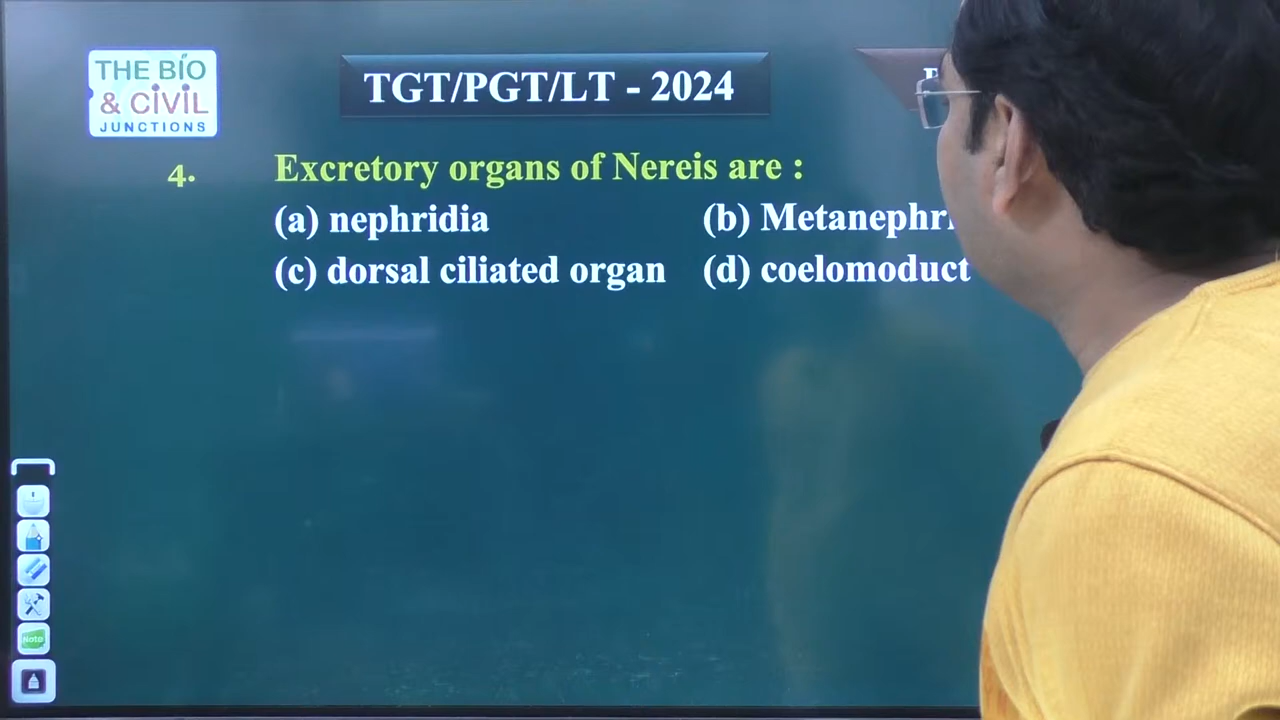 THE BIO
& CIVIL
JUNCTIONS
TGT/PGT/LT - 2024
4. Excretory organs of Nereis are :
(a) nephridia (b)
(c) dorsal ciliated organ (d) coelomoduct
Note